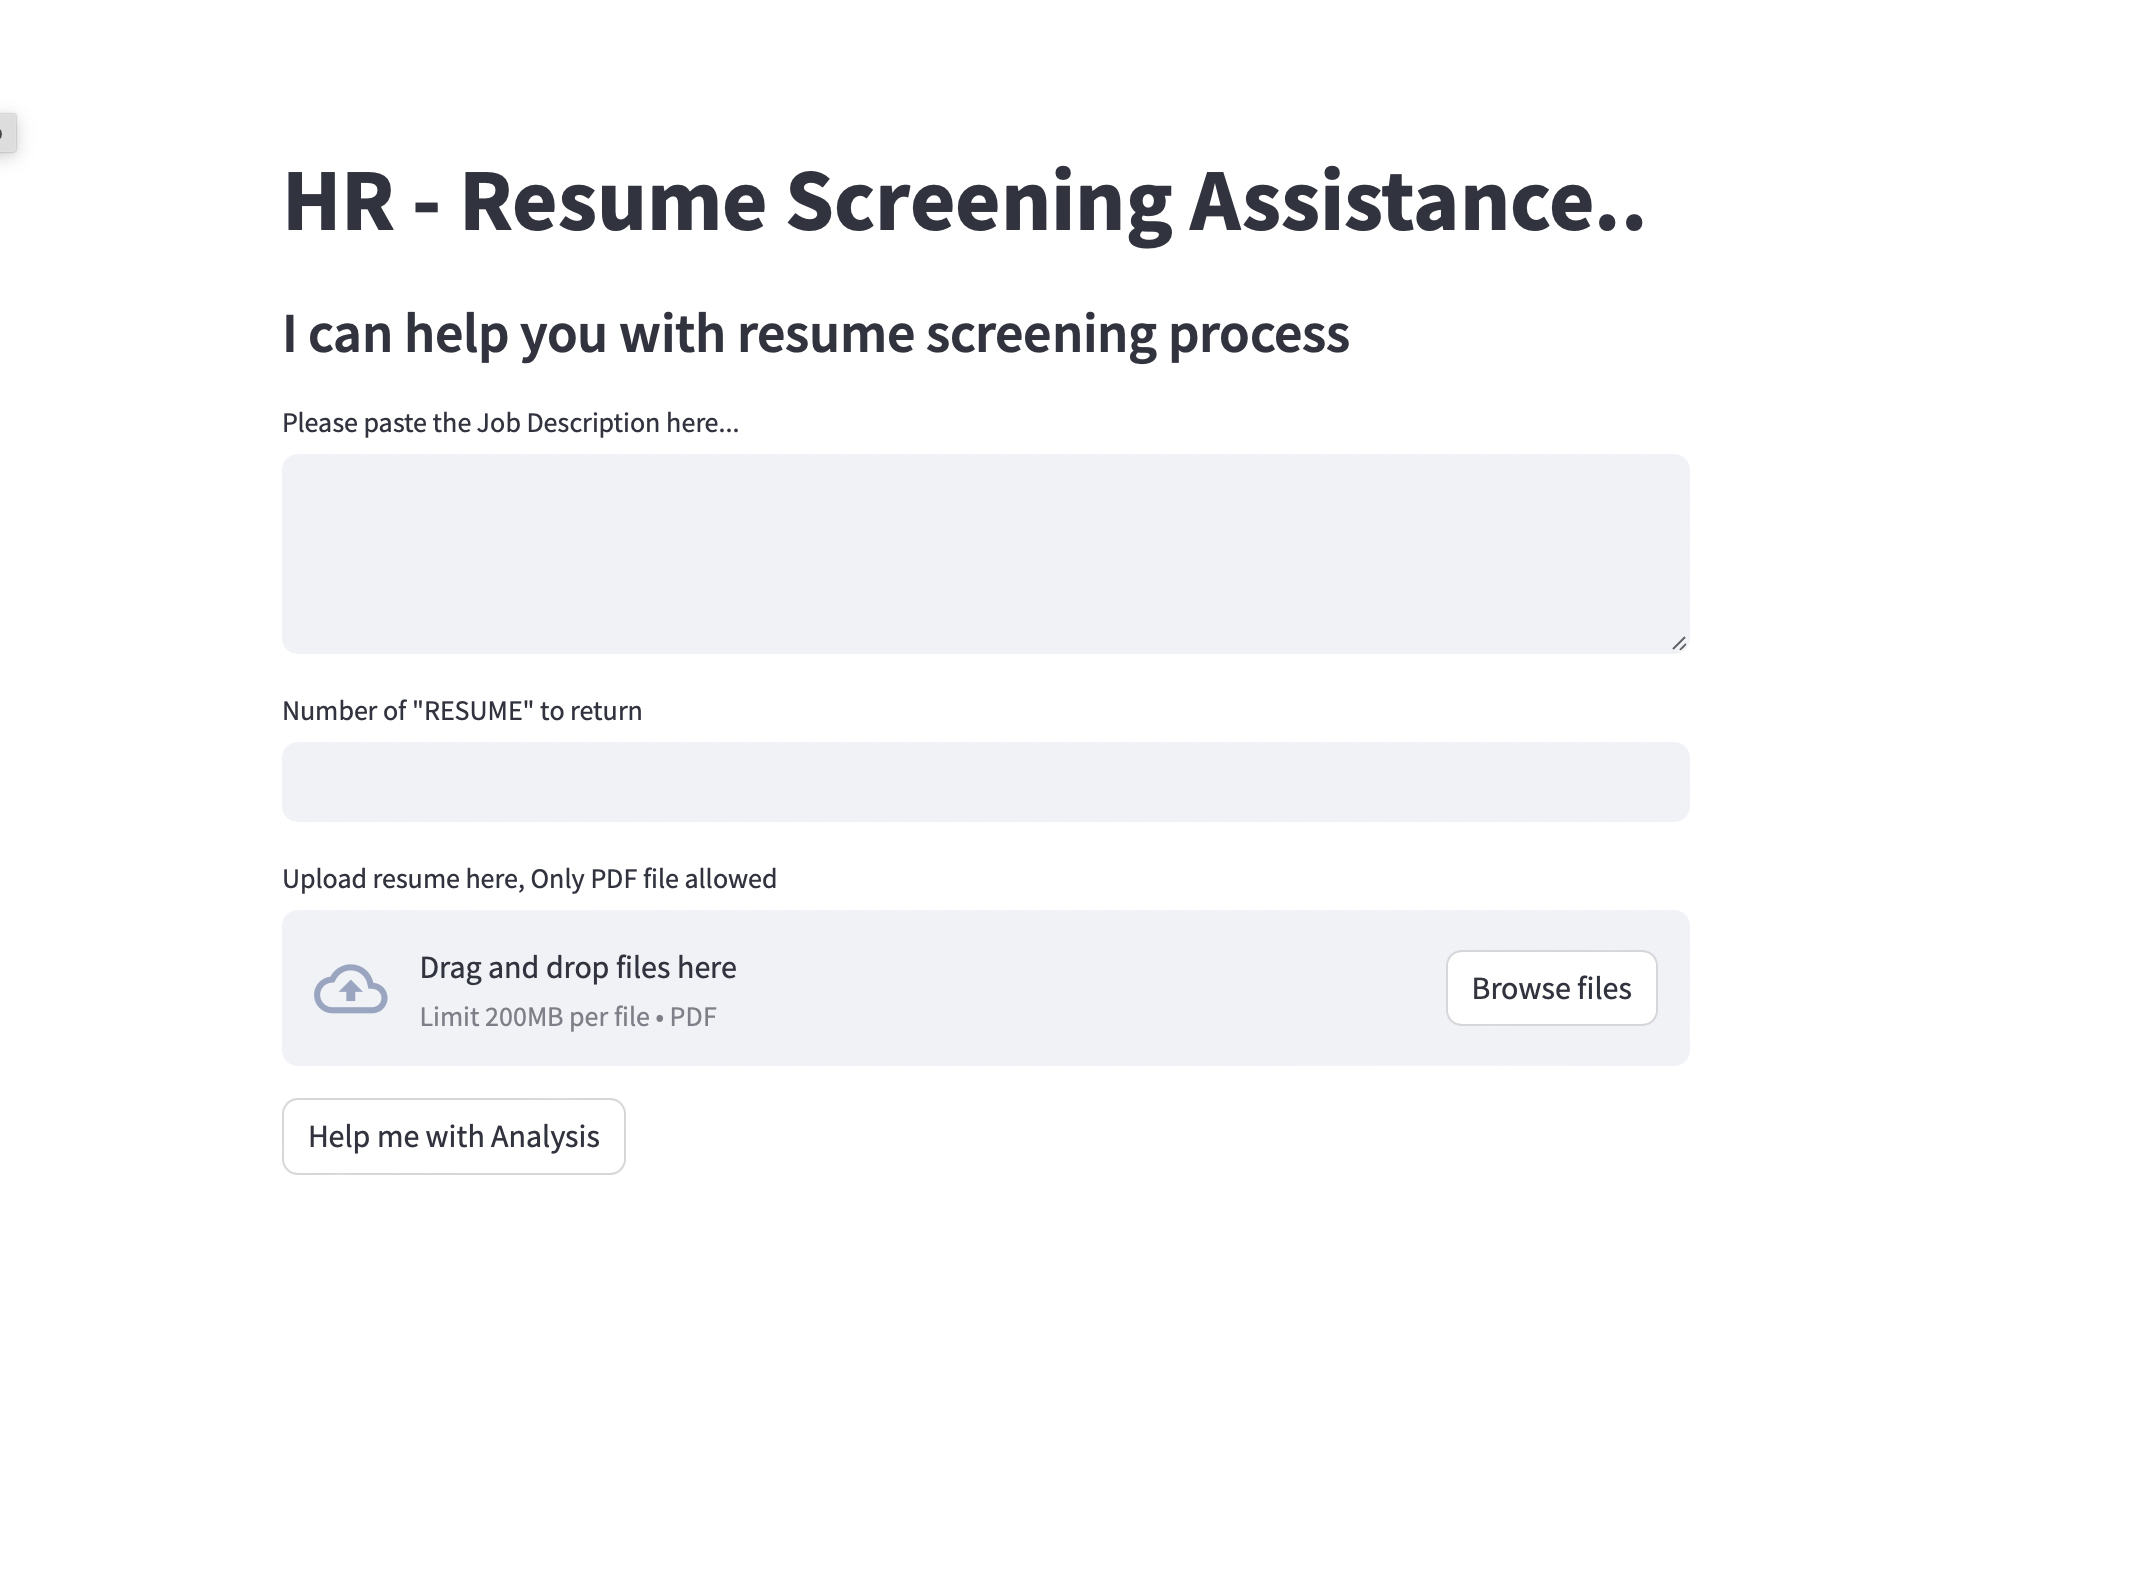 HR - Resume Screening Assistance..
I can help you with resume screening process
Please paste the Job Description here...
Number of "RESUME" to return
Upload resume here, Only PDF file allowed
Drag and drop files here
Limit 200MB per file • PDF
Browse files
Help me with Analysis